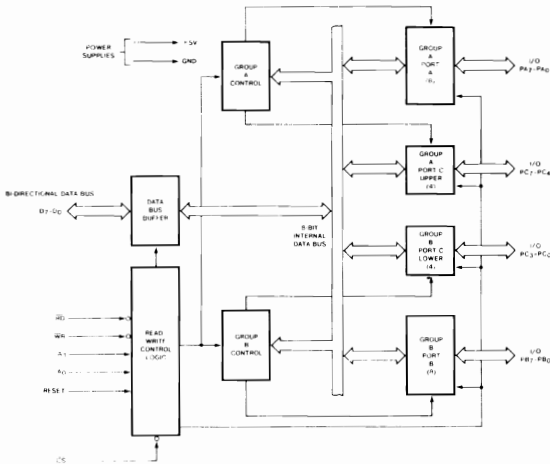 POWER
SUPPLIES
+5V
GND
GROUP
A
CONTROL
GROUP
A
PORT
A
(8)
I/O
PA7-PA0
GROUP
A
PORT C
UPPER
(4)
I/O
PC7-PC4
BI-DIRECTIONAL DATA BUS
D7-D0
DATA
BUS
BUFFER
8-BIT
INTERNAL
DATA BUS
GROUP
B
PORT C
LOWER
(4)
I/O
PC3-PC0
RD
WR
A1
A0
RESET
READ
WRITE
CONTROL
LOGIC
GROUP
B
CONTROL
GROUP
B
PORT
B
(8)
I/O
PB7-PB0
CS